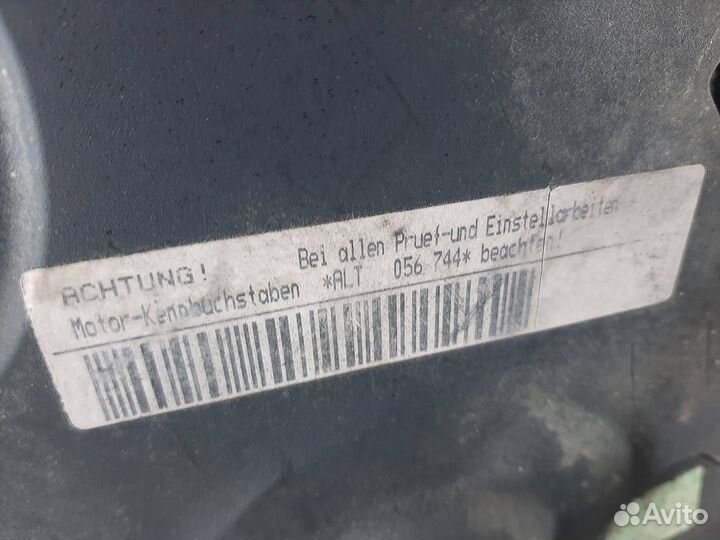 ACHTUNG! Bei allen Pruef-und Einstellarbeiten
Motor-Kennbuchstaben *ALT 056 744* beachten!
Avito